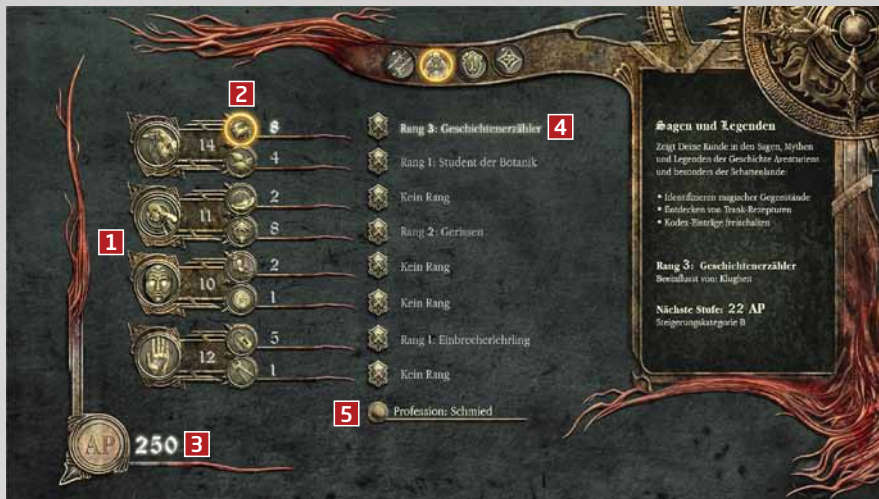 2
14
8
Rang 3: Geschichtenerzähler
4
4
Rang 1: Student der Botanik
11
2
Kein Rang
1
8
Rang 2: Gerissen
10
2
Kein Rang
1
Kein Rang
12
5
Rang 1: Einbrecherlehrling
1
Kein Rang
5
Profession: Schmied
AP
250
3
Sagen und Legenden
Zeigt Deine Kunde in den Sagen, Mythen
und Legenden der Geschichte Aventuriens
und besonders der Schattenlande:
• Identifizieren magischer Gegenstände
• Entdecken von Trank-Rezepturen
• Kodex-Einträge freischalten
Rang 3: Geschichtenerzähler
Beeinflusst von: Klugheit
Nächste Stufe: 22 AP
Steigerungskategorie B